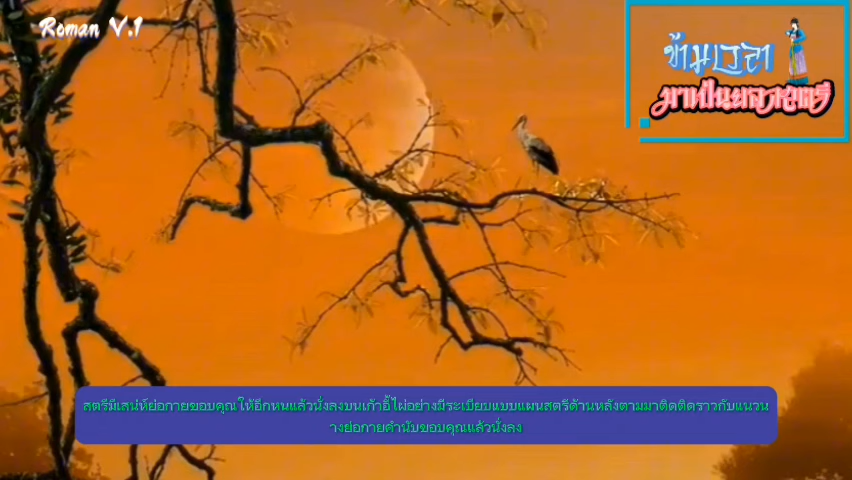 Roman V.1
ข้ามเวลา
มาเป็นยอดสตรี
สตรีมีเสน่ห์ย่อกายขอบคุณให้อีกหนแล้วนั่งลงบนเก้าอี้ไผ่อย่างมีระเบียบแบบแผนสตรีด้านหลังตามมาติดติดราวกับแนวน
างย่อกายคำนับขอบคุณแล้วนั่งลง